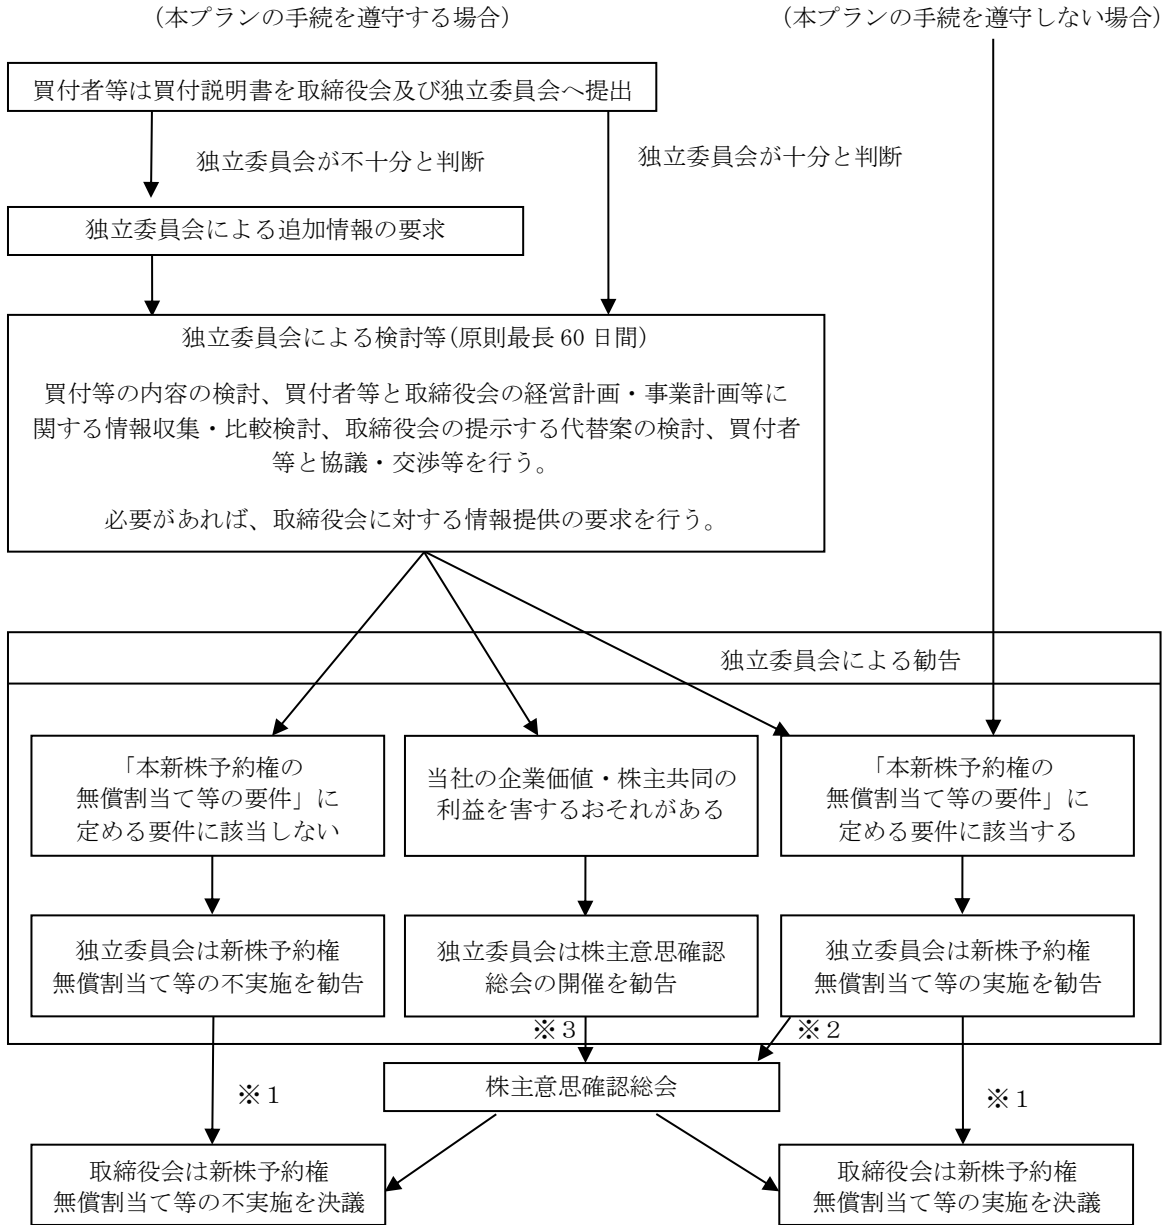 (本プランの手続を遵守する場合)
(本プランの手続を遵守しない場合)
買付者等は買付説明書を取締役会及び独立委員会へ提出
独立委員会が不十分と判断
独立委員会が十分と判断
独立委員会による追加情報の要求
独立委員会による検討等(原則最長 60 日間)
買付等の内容の検討、買付者等と取締役会の経営計画・事業計画等に
関する情報収集・比較検討、取締役会の提示する代替案の検討、買付者
等と協議・交渉等を行う。
必要があれば、取締役会に対する情報提供の要求を行う。
独立委員会による勧告
「本新株予約権の
無償割当て等の要件」に
定める要件に該当しない
当社の企業価値・株主共同の
利益を害するおそれがある
「本新株予約権の
無償割当て等の要件」に
定める要件に該当する
独立委員会は新株予約権
無償割当て等の不実施を勧告
独立委員会は株主意思確認
総会の開催を勧告
独立委員会は新株予約権
無償割当て等の実施を勧告
※3
※2
株主意思確認総会
※1
※1
取締役会は新株予約権
無償割当て等の不実施を決議
取締役会は新株予約権
無償割当て等の実施を決議